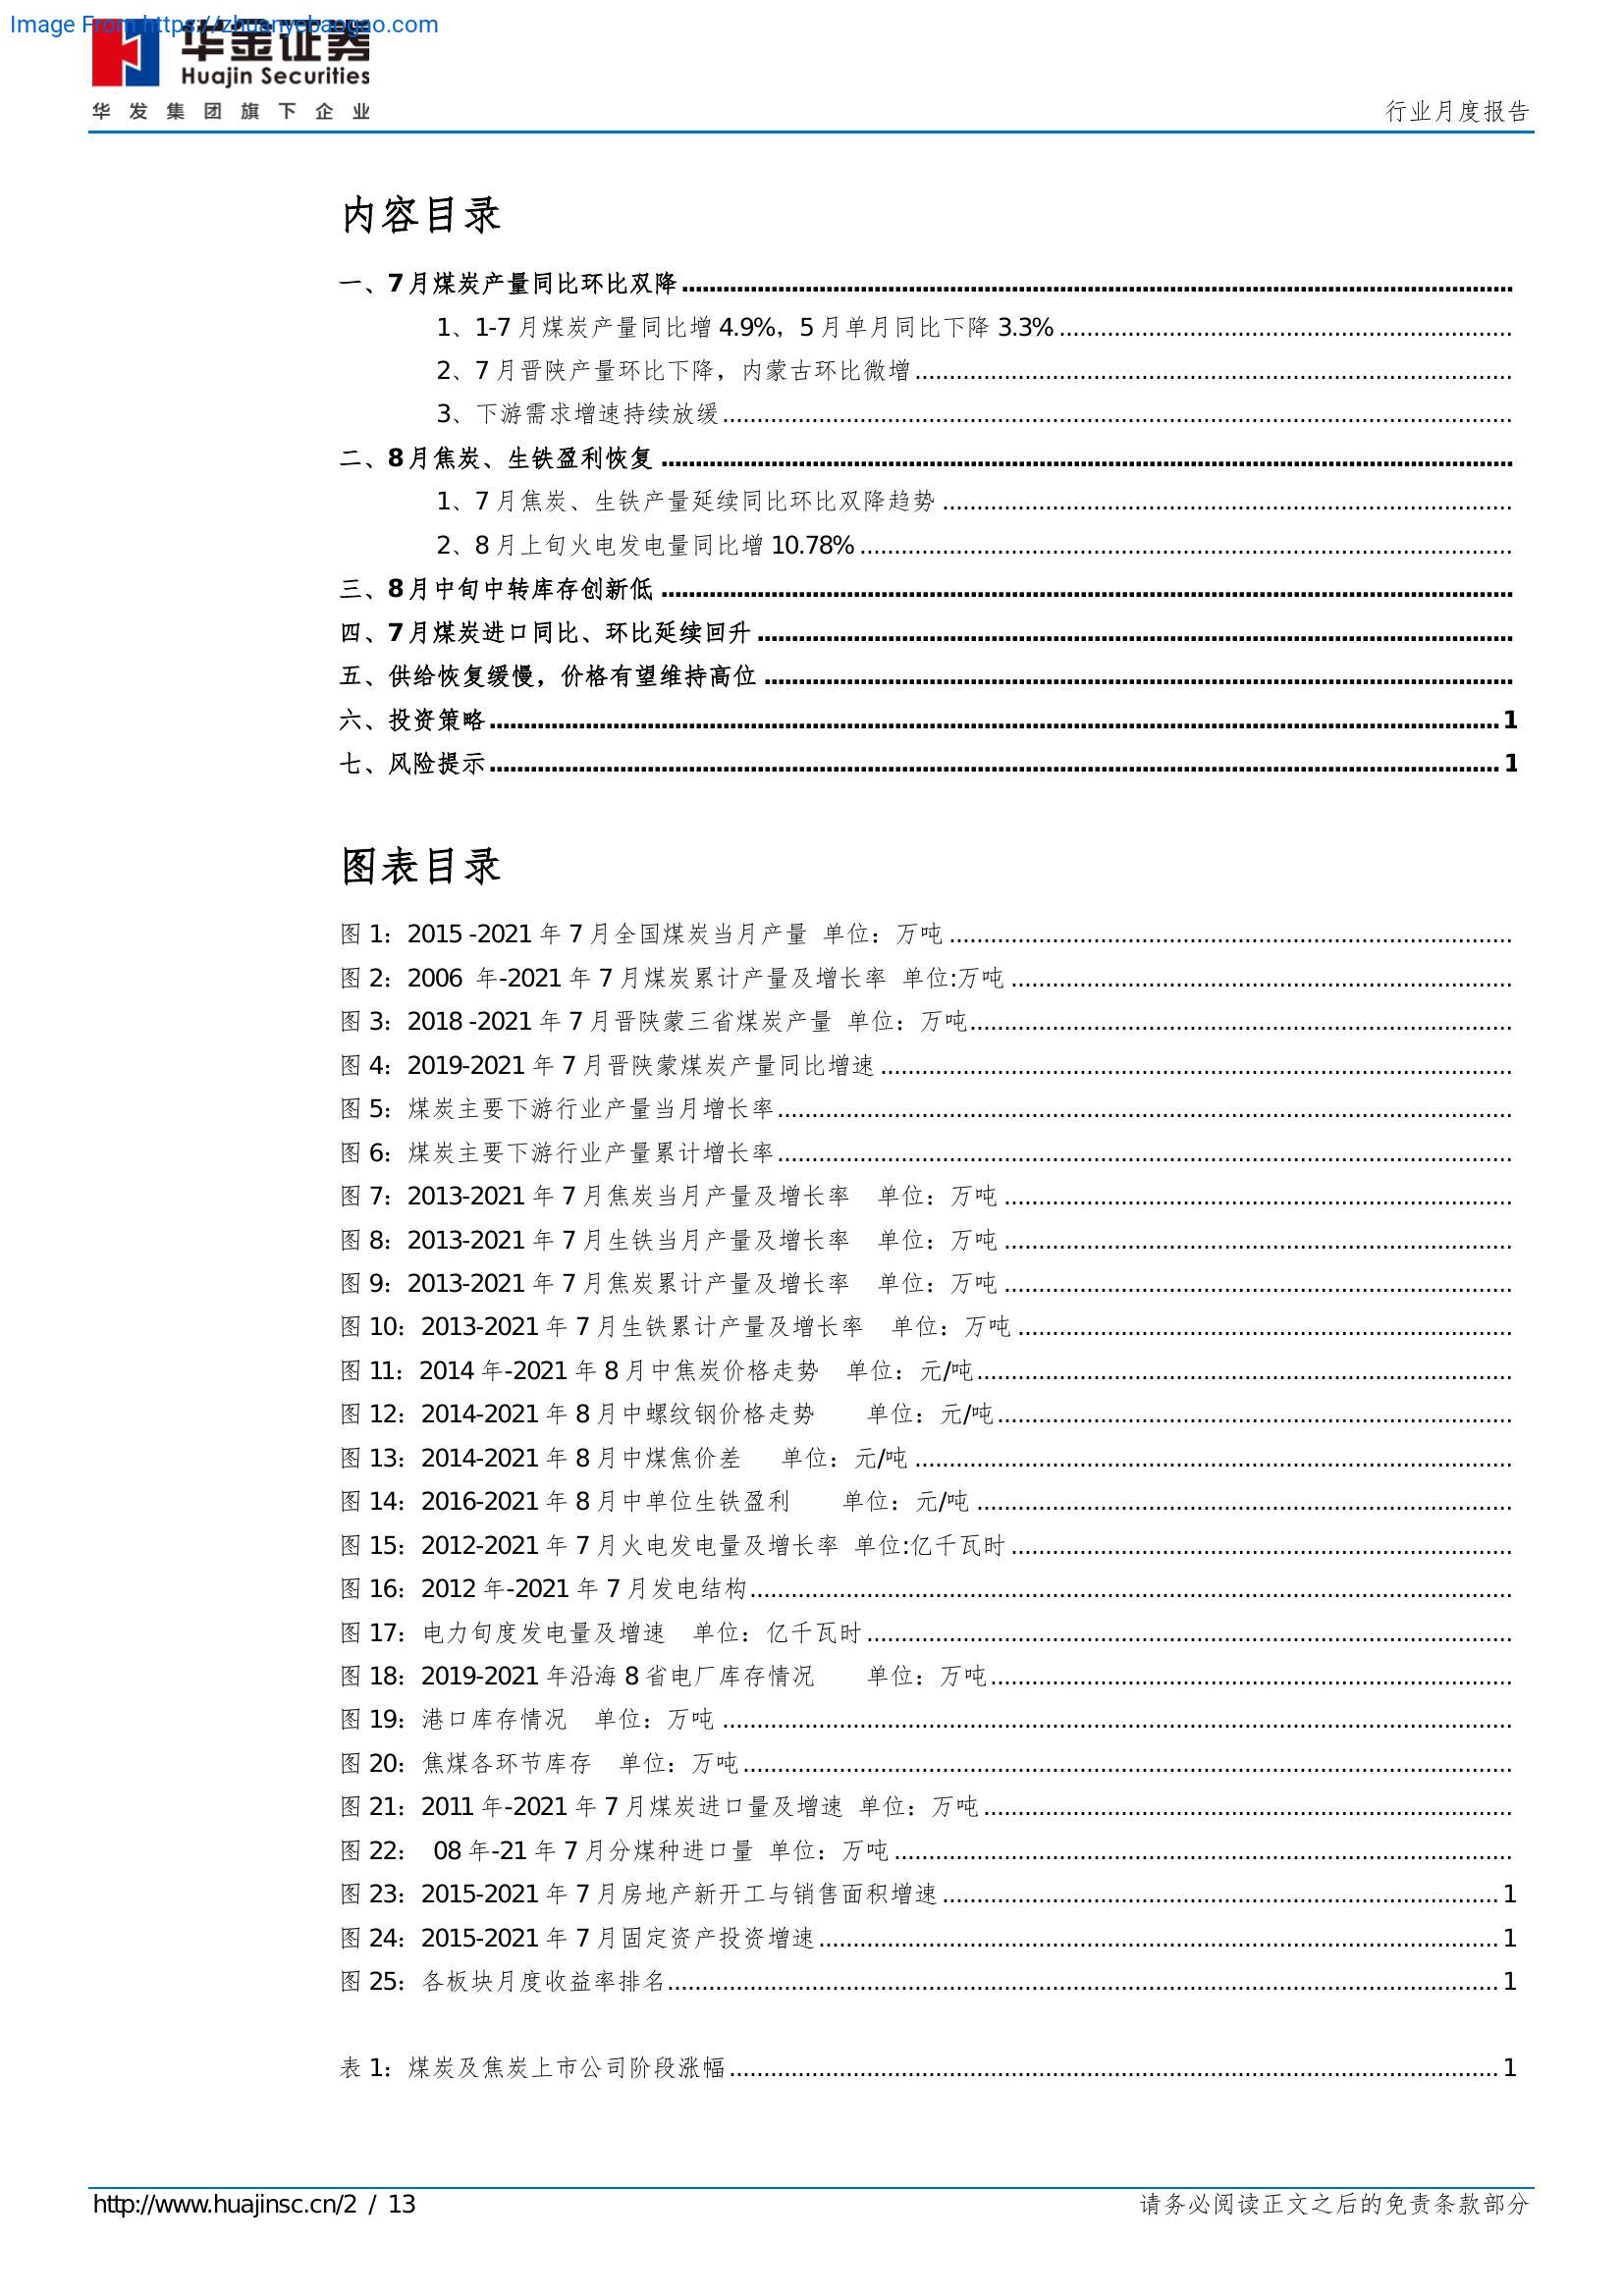 Image From https://zhuanyebaogao.com
华金证券
Huajin Securities
华发集团旗下企业
行业月度报告
内容目录
一、7月煤炭产量同比环比双降
1、1-7 月煤炭产量同比增 4.9%，5 月单月同比下降 3.3%
2、7 月晋陕产量环比下降，内蒙古环比微增
3、下游需求增速持续放缓
二、8月焦炭、生铁盈利恢复
1、7 月焦炭、生铁产量延续同比环比双降趋势
2、8 月上旬火电发电量同比增 10.78%
三、8月中旬中转库存创新低
四、7月煤炭进口同比、环比延续回升
五、供给恢复缓慢，价格有望维持高位
六、投资策略 1
七、风险提示 1
图表目录
图 1：2015 -2021 年 7 月全国煤炭当月产量 单位：万吨
图 2：2006 年-2021 年 7 月煤炭累计产量及增长率 单位:万吨
图 3：2018 -2021 年 7 月晋陕蒙三省煤炭产量 单位：万吨
图 4：2019-2021 年 7 月晋陕蒙煤炭产量同比增速
图 5：煤炭主要下游行业产量当月增长率
图 6：煤炭主要下游行业产量累计增长率
图 7：2013-2021 年 7 月焦炭当月产量及增长率 单位：万吨
图 8：2013-2021 年 7 月生铁当月产量及增长率 单位：万吨
图 9：2013-2021 年 7 月焦炭累计产量及增长率 单位：万吨
图 10：2013-2021 年 7 月生铁累计产量及增长率 单位：万吨
图 11：2014 年-2021 年 8 月中焦炭价格走势 单位：元/吨
图 12：2014-2021 年 8 月中螺纹钢价格走势 单位：元/吨
图 13：2014-2021 年 8 月中煤焦价差 单位：元/吨
图 14：2016-2021 年 8 月中单位生铁盈利 单位：元/吨
图 15：2012-2021 年 7 月火电发电量及增长率 单位:亿千瓦时
图 16：2012 年-2021 年 7 月发电结构
图 17：电力旬度发电量及增速 单位：亿千瓦时
图 18：2019-2021 年沿海 8 省电厂库存情况 单位：万吨
图 19：港口库存情况 单位：万吨
图 20：焦煤各环节库存 单位：万吨
图 21：2011 年-2021 年 7 月煤炭进口量及增速 单位：万吨
图 22： 08 年-21 年 7 月分煤种进口量 单位：万吨
图 23：2015-2021 年 7 月房地产新开工与销售面积增速 1
图 24：2015-2021 年 7 月固定资产投资增速 1
图 25：各板块月度收益率排名 1
表 1：煤炭及焦炭上市公司阶段涨幅 1
http://www.huajinsc.cn/2 / 13
请务必阅读正文之后的免责条款部分